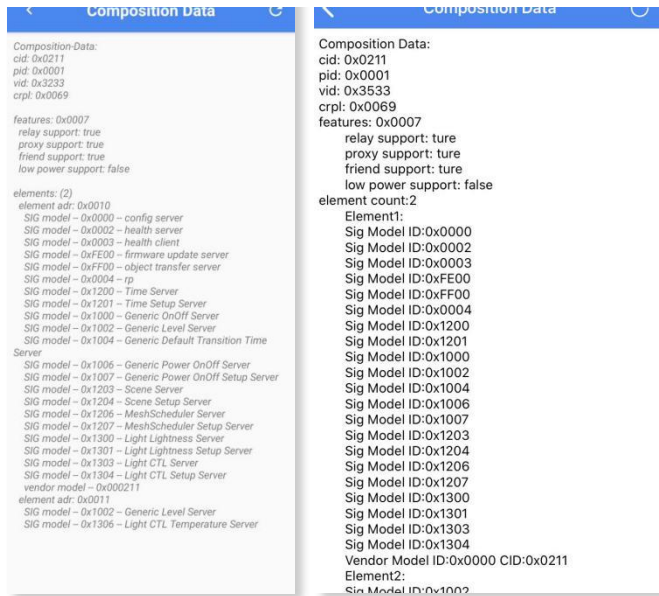 Composition Data
Composition-Data:
cid: 0x0211
pid: 0x0001
vid: 0x3233
crpl: 0x0069
features: 0x0007
relay support: true
proxy support: true
friend support: true
low power support: false
elements: (2)
element adr: 0x0010
SIG model – 0x0000 – config server
SIG model – 0x0002 – health server
SIG model – 0x0003 – health client
SIG model – 0xFE00 – firmware update server
SIG model – 0xFF00 – object transfer server
SIG model – 0x0004 – rp
SIG model – 0x1200 – Time Server
SIG model – 0x1201 – Time Setup Server
SIG model – 0x1000 – Generic OnOff Server
SIG model – 0x1002 – Generic Level Server
SIG model – 0x1004 – Generic Default Transition Time
Server
SIG model – 0x1006 – Generic Power OnOff Server
SIG model – 0x1007 – Generic Power OnOff Setup Server
SIG model – 0x1203 – Scene Server
SIG model – 0x1204 – Scene Setup Server
SIG model – 0x1206 – MeshScheduler Server
SIG model – 0x1207 – MeshScheduler Setup Server
SIG model – 0x1300 – Light Lightness Server
SIG model – 0x1301 – Light Lightness Setup Server
SIG model – 0x1303 – Light CTL Server
SIG model – 0x1304 – Light CTL Setup Server
vendor model – 0x000211
element adr: 0x0011
SIG model – 0x1002 – Generic Level Server
SIG model – 0x1306 – Light CTL Temperature Server
Composition Data
Composition Data:
cid: 0x0211
pid: 0x0001
vid: 0x3533
crpl: 0x0069
features: 0x0007
relay support: ture
proxy support: ture
friend support: ture
low power support: false
element count:2
Element1:
Sig Model ID:0x0000
Sig Model ID:0x0002
Sig Model ID:0x0003
Sig Model ID:0xFE00
Sig Model ID:0xFF00
Sig Model ID:0x0004
Sig Model ID:0x1200
Sig Model ID:0x1201
Sig Model ID:0x1000
Sig Model ID:0x1002
Sig Model ID:0x1004
Sig Model ID:0x1006
Sig Model ID:0x1007
Sig Model ID:0x1203
Sig Model ID:0x1204
Sig Model ID:0x1206
Sig Model ID:0x1207
Sig Model ID:0x1300
Sig Model ID:0x1301
Sig Model ID:0x1303
Sig Model ID:0x1304
Vendor Model ID:0x0000 CID:0x0211
Element2:
Sig Model ID:0x1002